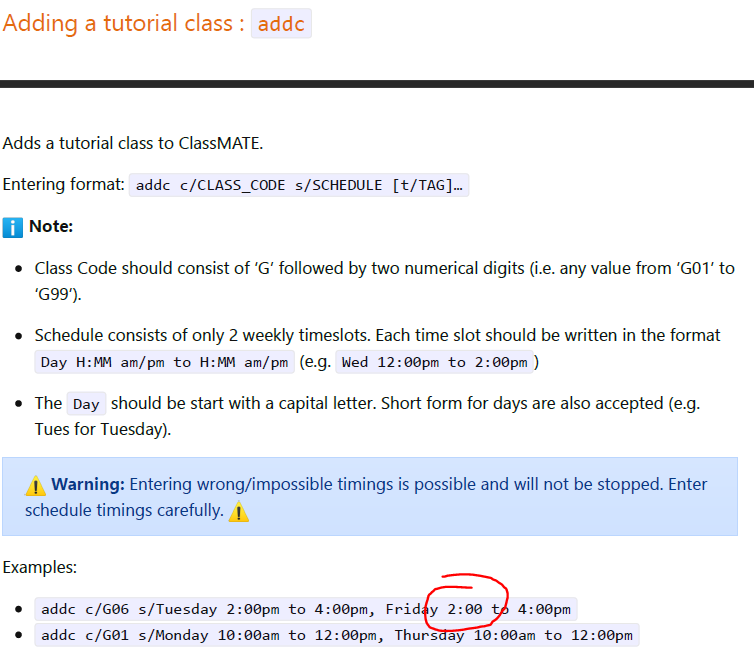 Adding a tutorial class : addc
Adds a tutorial class to ClassMATE.
Entering format: addc c/CLASS_CODE s/SCHEDULE [t/TAG]…
ℹ️ Note:
• Class Code should consist of ‘G’ followed by two numerical digits (i.e. any value from ‘G01’ to
‘G99’).
• Schedule consists of only 2 weekly timeslots. Each time slot should be written in the format
Day H:MM am/pm to H:MM am/pm (e.g. Wed 12:00pm to 2:00pm)
• The Day should be start with a capital letter. Short form for days are also accepted (e.g.
Tues for Tuesday).
⚠️ Warning: Entering wrong/impossible timings is possible and will not be stopped. Enter
schedule timings carefully. ⚠️
Examples:
• addc c/G06 s/Tuesday 2:00pm to 4:00pm, Friday 2:00 to 4:00pm
• addc c/G01 s/Monday 10:00am to 12:00pm, Thursday 10:00am to 12:00pm